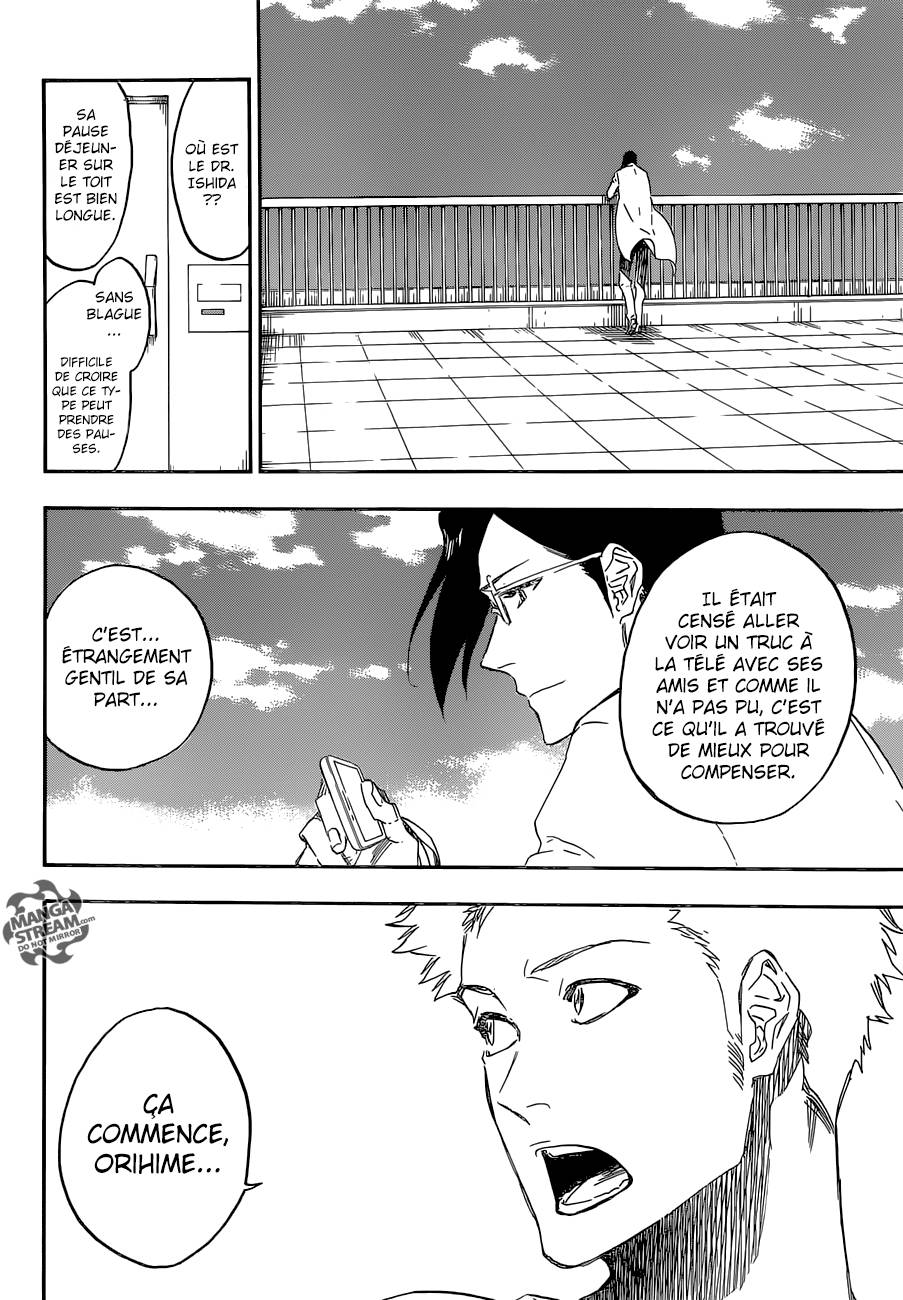 OÙ EST
LE DR.
ISHIDA
??
SA
PAUSE
DÉJEUN-
ER SUR
LE TOIT
EST BIEN
LONGUE.
SANS
BLAGUE
...
DIFFICILE
DE CROIRE
QUE CE TY-
PE PEUT
PRENDRE
DES PAU-
SES.
IL ÉTAIT
CENSÉ ALLER
VOIR UN TRUC À
LA TÉLÉ AVEC SES
AMIS ET COMME IL
N'A PAS PU, C'EST
CE QU'IL A TROUVÉ
DE MIEUX POUR
COMPENSER.
C'EST...
ÉTRANGEMENT
GENTIL DE SA
PART...
MANGA
STREAM.com
DO NOT MIRROR
ÇA
COMMENCE,
ORIHIME...